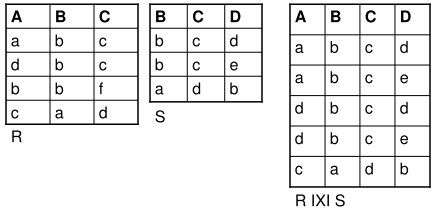 A B C
a b c
d b c
b b f
c a d
R
B C D
b c d
b c e
a d b
S
A B C D
a b c d
a b c e
d b c d
d b c e
c a d b
R IXI S